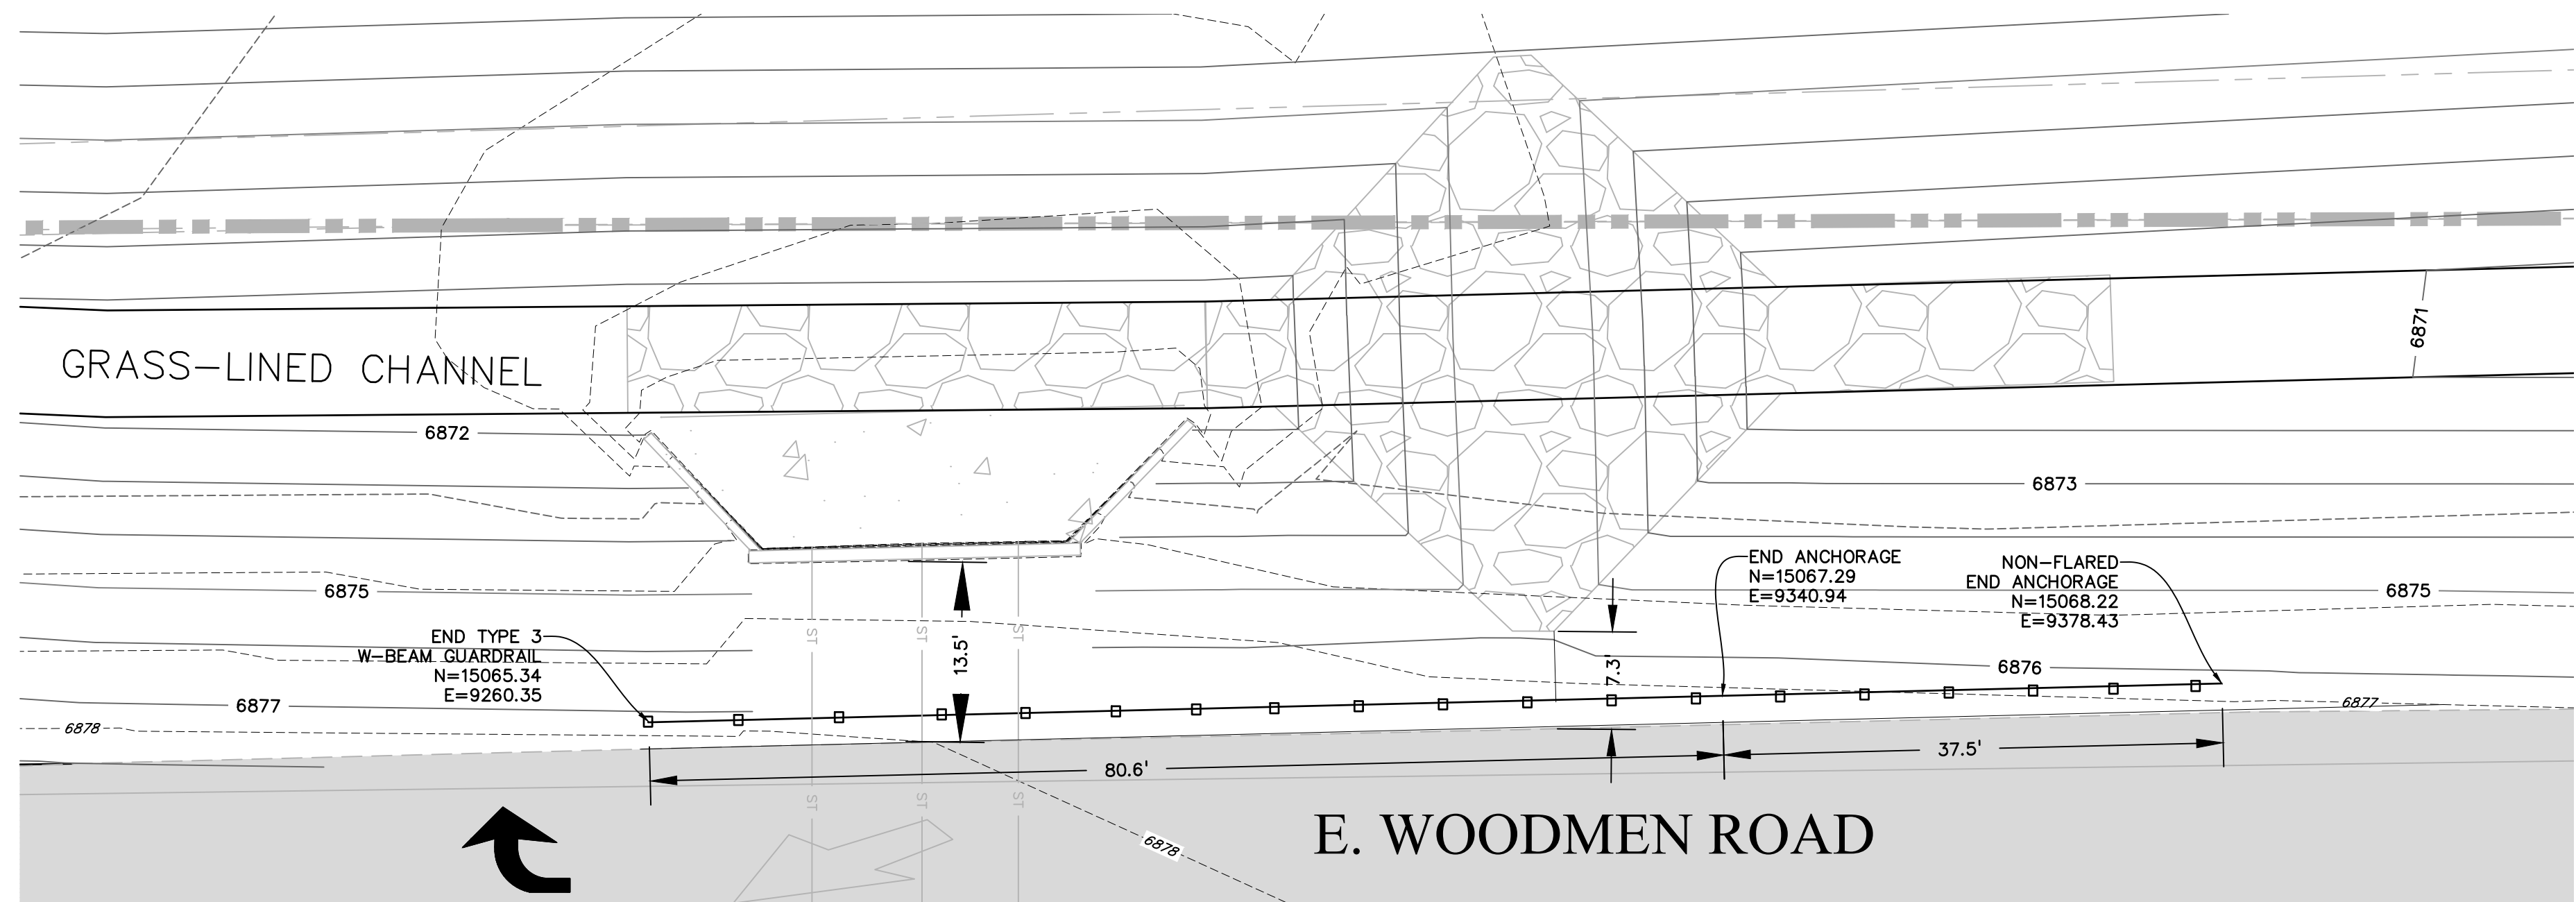 GRASS-LINED CHANNEL
6871
6872
6873
6875
6875
END ANCHORAGE
N=15067.29
E=9340.94
NON-FLARED
END ANCHORAGE
N=15068.22
E=9378.43
END TYPE 3
W-BEAM GUARDRAIL
N=15065.34
E=9260.35
ST
ST
ST
13.5'
7.3'
6876
6877
6877
6878
80.6'
37.5'
ST
ST
ST
6878
E. WOODMEN ROAD